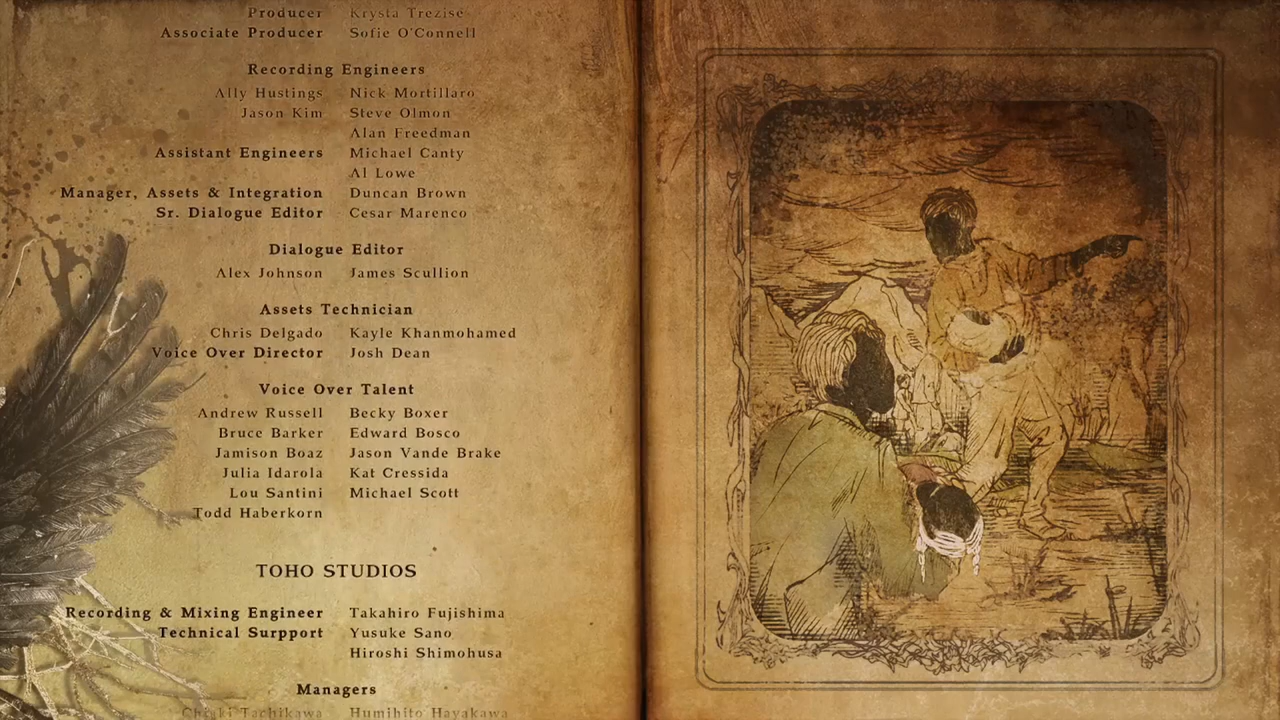 Producer Krysta Trezise
Associate Producer Sofie O'Connell
Recording Engineers
Ally Hustings Nick Mortillaro
Jason Kim Steve Olmon
Alan Freedman
Assistant Engineers Michael Canty
Al Lowe
Manager, Assets & Integration Duncan Brown
Sr. Dialogue Editor Cesar Marenco
Dialogue Editor
Alex Johnson James Scullion
Assets Technician
Chris Delgado Kayle Khanmohamed
Voice Over Director Josh Dean
Voice Over Talent
Andrew Russell Becky Boxer
Bruce Barker Edward Bosco
Jamison Boaz Jason Vande Brake
Julia Idarola Kat Cressida
Lou Santini Michael Scott
Todd Haberkorn
TOHO STUDIOS
Recording & Mixing Engineer Takahiro Fujishima
Technical Surpport Yusuke Sano
Hiroshi Shimohusa
Managers
Chiaki Tachikawa Humihito Hayakawa